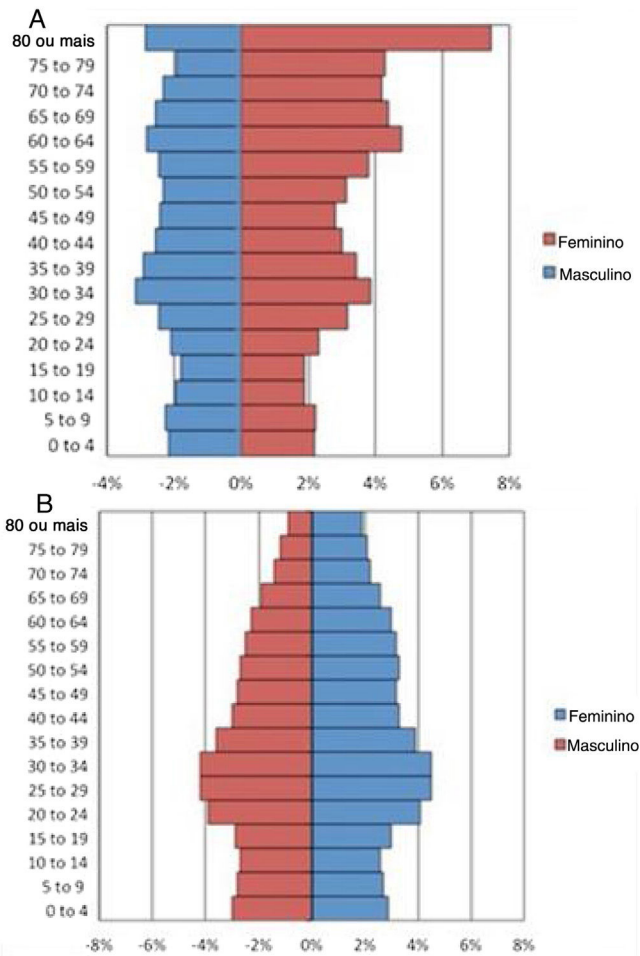 A
80 ou mais
75 to 79
70 to 74
65 to 69
60 to 64
55 to 59
50 to 54
45 to 49
40 to 44
35 to 39
30 to 34
25 to 29
20 to 24
15 to 19
10 to 14
5 to 9
0 to 4
-4% -2% 0% 2% 4% 6% 8%
Feminino
Masculino
B
80 ou mais
75 to 79
70 to 74
65 to 69
60 to 64
55 to 59
50 to 54
45 to 49
40 to 44
35 to 39
30 to 34
25 to 29
20 to 24
15 to 19
10 to 14
5 to 9
0 to 4
-8% -6% -4% -2% 0% 2% 4% 6% 8%
Feminino
Masculino